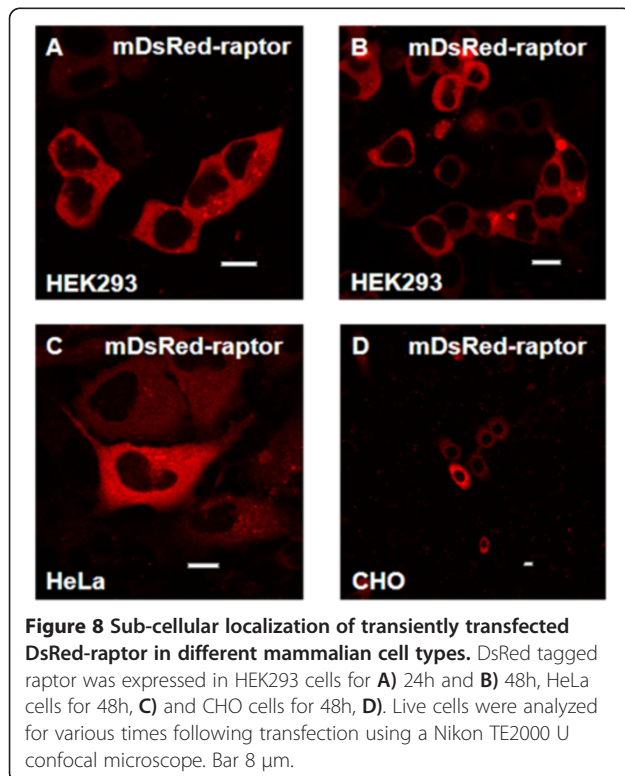 A mDsRed-raptor
HEK293
B mDsRed-raptor
HEK293
C mDsRed-raptor
HeLa
D mDsRed-raptor
CHO
Figure 8 Sub-cellular localization of transiently transfected
DsRed-raptor in different mammalian cell types. DsRed tagged
raptor was expressed in HEK293 cells for A) 24h and B) 48h, HeLa
cells for 48h, C) and CHO cells for 48h, D). Live cells were analyzed
for various times following transfection using a Nikon TE2000 U
confocal microscope. Bar 8 μm.